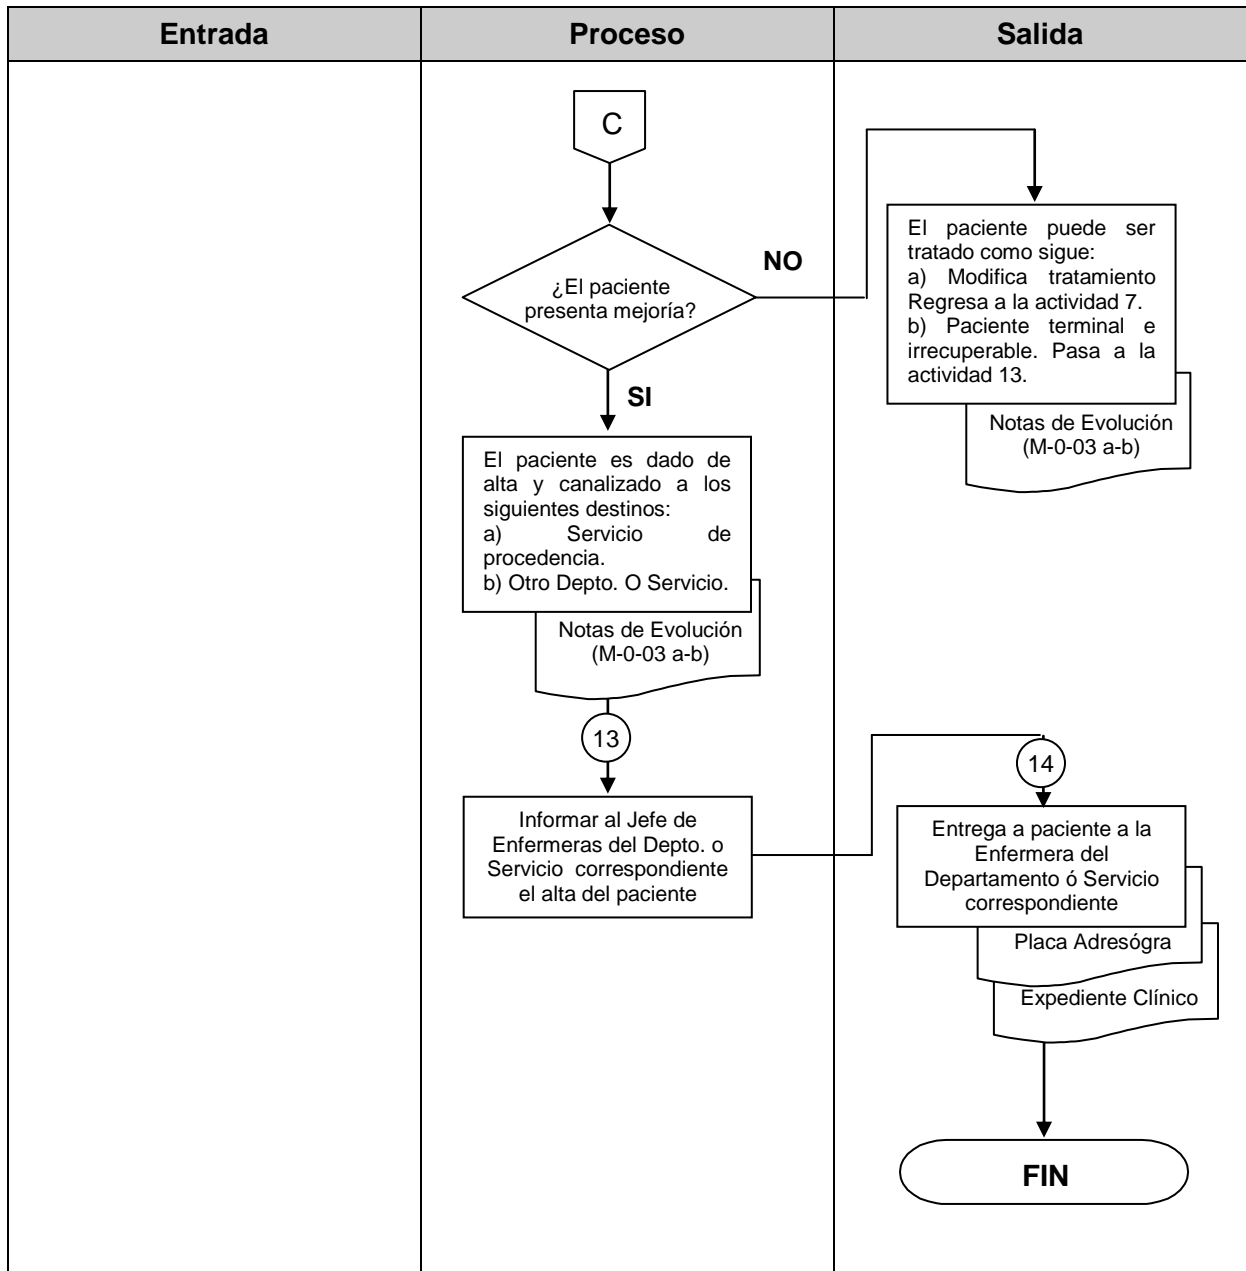 Entrada
Proceso
Salida
C
¿El paciente
presenta mejoría?
NO
El paciente puede ser
tratado como sigue:
a) Modifica tratamiento
Regresa a la actividad 7.
b) Paciente terminal e
irrecuperable. Pasa a la
actividad 13.
Notas de Evolución
(M-0-03 a-b)
SI
El paciente es dado de
alta y canalizado a los
siguientes destinos:
a) Servicio de
procedencia.
b) Otro Depto. O Servicio.
Notas de Evolución
(M-0-03 a-b)
13
Informar al Jefe de
Enfermeras del Depto. o
Servicio correspondiente
el alta del paciente
14
Entrega a paciente a la
Enfermera del
Departamento ó Servicio
correspondiente
Placa Adresógra
Expediente Clínico
FIN